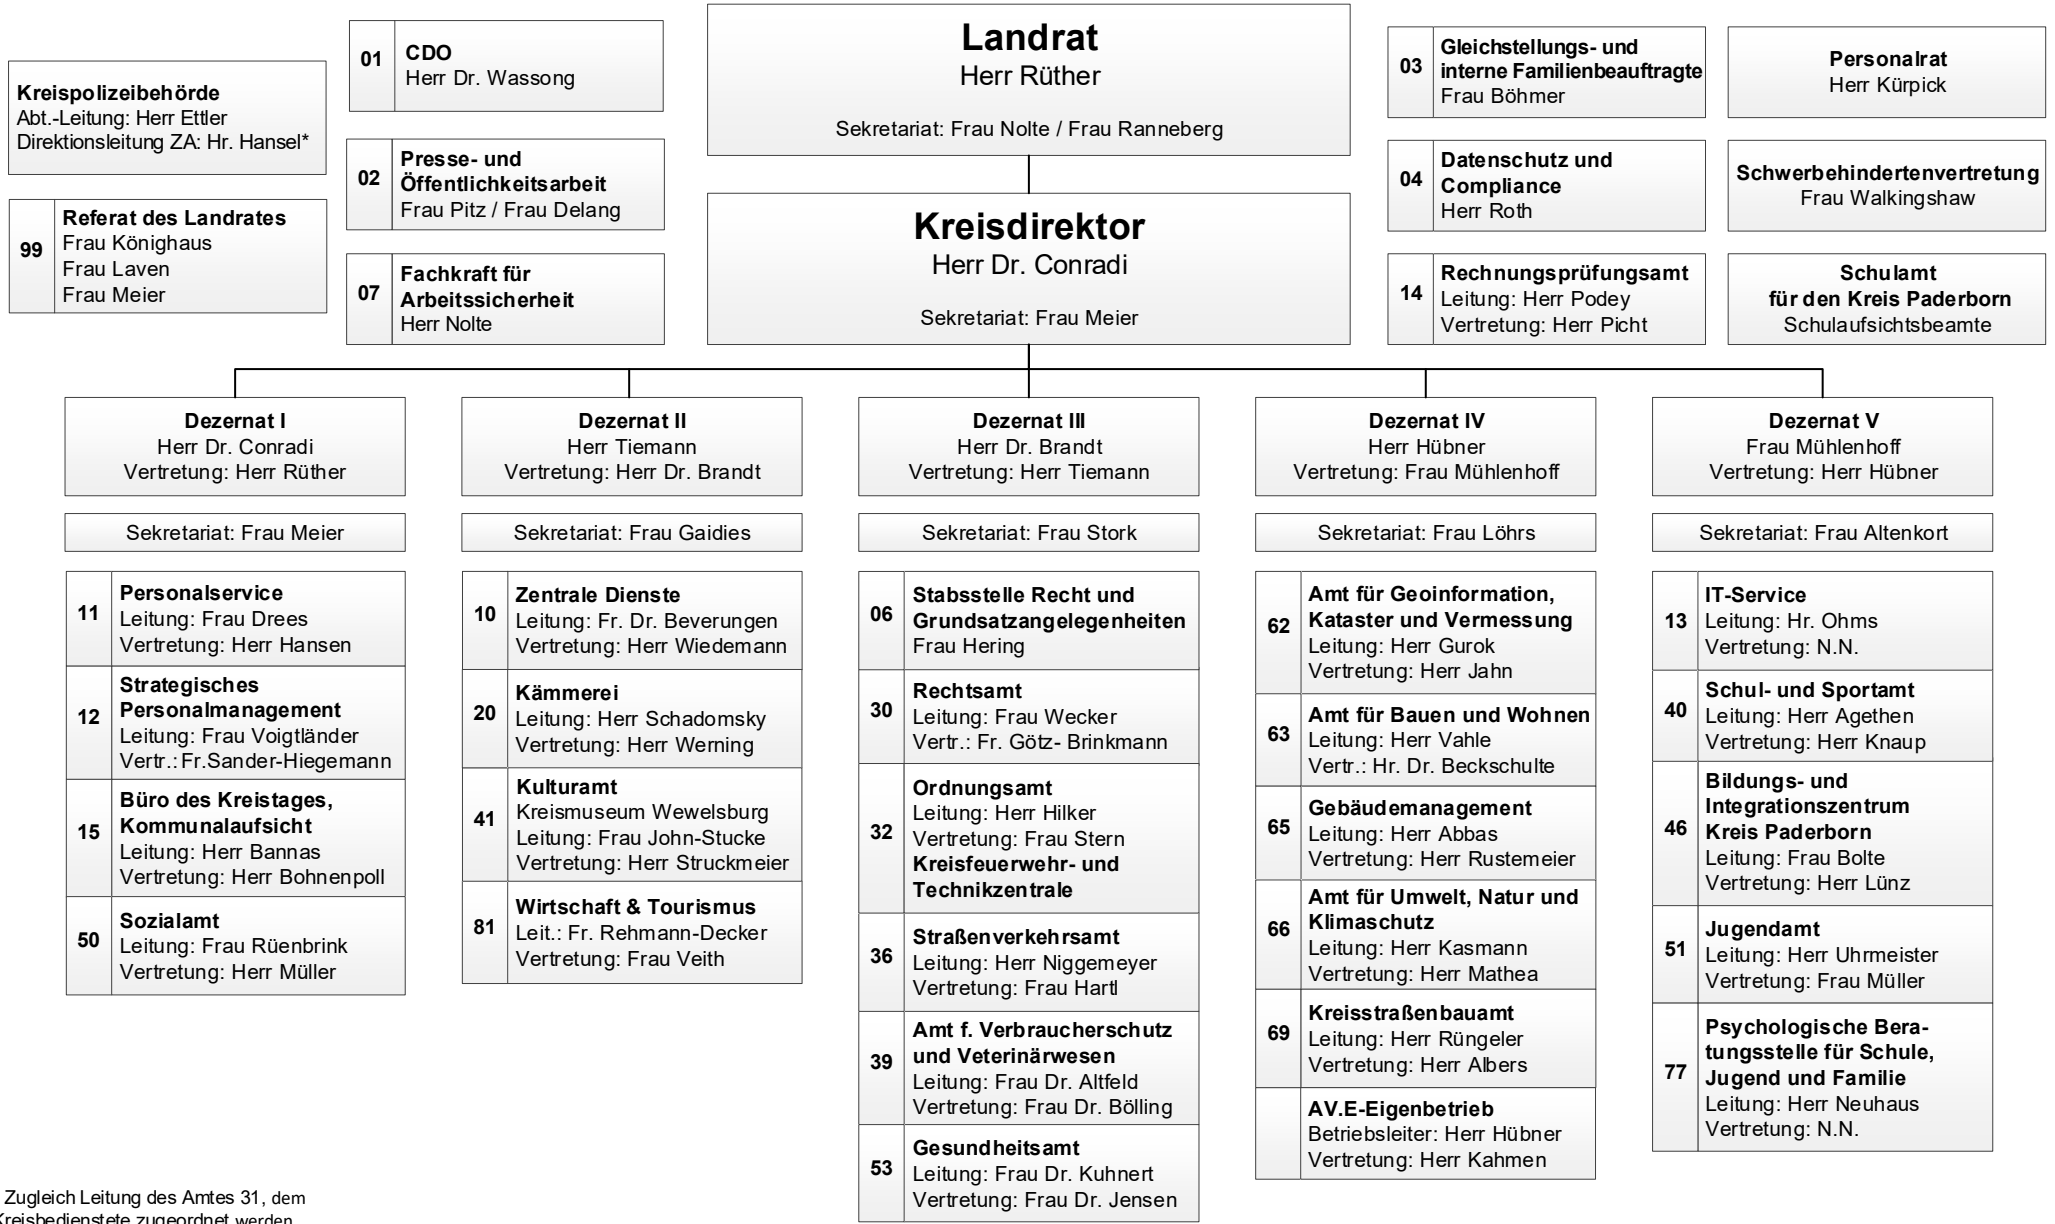 Landrat
Herr Rüther
Sekretariat: Frau Nolte / Frau Ranneberg
Kreisdirektor
Herr Dr. Conradi
Sekretariat: Frau Meier
Kreispolizeibehörde
Abt.-Leitung: Herr Ettler
Direktionsleitung ZA: Hr. Hansel*
99
Referat des Landrates
Frau Könighaus
Frau Laven
Frau Meier
01
CDO
Herr Dr. Wassong
02
Presse- und
Öffentlichkeitsarbeit
Frau Pitz / Frau Delang
07
Fachkraft für
Arbeitssicherheit
Herr Nolte
03
Gleichstellungs- und
interne Familienbeauftragte
Frau Böhmer
04
Datenschutz und
Compliance
Herr Roth
14
Rechnungsprüfungsamt
Leitung: Herr Podey
Vertretung: Herr Picht
Personalrat
Herr Kürpick
Schwerbehindertenvertretung
Frau Walkingshaw
Schulamt
für den Kreis Paderborn
Schulaufsichtsbeamte
Dezernat I
Herr Dr. Conradi
Vertretung: Herr Rüther
Sekretariat: Frau Meier
11
Personalservice
Leitung: Frau Drees
Vertretung: Herr Hansen
12
Strategisches
Personalmanagement
Leitung: Frau Voigtländer
Vertr.: Fr.Sander-Hiegemann
15
Büro des Kreistages,
Kommunalaufsicht
Leitung: Herr Bannas
Vertretung: Herr Bohnenpoll
50
Sozialamt
Leitung: Frau Rüenbrink
Vertretung: Herr Müller
Dezernat II
Herr Tiemann
Vertretung: Herr Dr. Brandt
Sekretariat: Frau Gaidies
10
Zentrale Dienste
Leitung: Fr. Dr. Beverungen
Vertretung: Herr Wiedemann
20
Kämmerei
Leitung: Herr Schadomsky
Vertretung: Herr Werning
41
Kulturamt
Kreismuseum Wewelsburg
Leitung: Frau John-Stucke
Vertretung: Herr Struckmeier
81
Wirtschaft & Tourismus
Leit.: Fr. Rehmann-Decker
Vertretung: Frau Veith
Dezernat III
Herr Dr. Brandt
Vertretung: Herr Tiemann
Sekretariat: Frau Stork
06
Stabsstelle Recht und
Grundsatzangelegenheiten
Frau Hering
30
Rechtsamt
Leitung: Frau Wecker
Vertr.: Fr. Götz- Brinkmann
32
Ordnungsamt
Leitung: Herr Hilker
Vertretung: Frau Stern
Kreisfeuerwehr- und
Technikzentrale
36
Straßenverkehrsamt
Leitung: Herr Niggemeyer
Vertretung: Frau Hartl
39
Amt f. Verbraucherschutz
und Veterinärwesen
Leitung: Frau Dr. Altfeld
Vertretung: Frau Dr. Bölling
53
Gesundheitsamt
Leitung: Frau Dr. Kuhnert
Vertretung: Frau Dr. Jensen
Dezernat IV
Herr Hübner
Vertretung: Frau Mühlenhoff
Sekretariat: Frau Löhrs
62
Amt für Geoinformation,
Kataster und Vermessung
Leitung: Herr Gurok
Vertretung: Herr Jahn
63
Amt für Bauen und Wohnen
Leitung: Herr Vahle
Vertr.: Hr. Dr. Beckschulte
65
Gebäudemanagement
Leitung: Herr Abbas
Vertretung: Herr Rustemeier
66
Amt für Umwelt, Natur und
Klimaschutz
Leitung: Herr Kasmann
Vertretung: Herr Mathea
69
Kreisstraßenbauamt
Leitung: Herr Rüngeler
Vertretung: Herr Albers
AV.E-Eigenbetrieb
Betriebsleiter: Herr Hübner
Vertretung: Herr Kahmen
Dezernat V
Frau Mühlenhoff
Vertretung: Herr Hübner
Sekretariat: Frau Altenkort
13
IT-Service
Leitung: Hr. Ohms
Vertretung: N.N.
40
Schul- und Sportamt
Leitung: Herr Agethen
Vertretung: Herr Knaup
46
Bildungs- und
Integrationszentrum
Kreis Paderborn
Leitung: Frau Bolte
Vertretung: Herr Lünz
51
Jugendamt
Leitung: Herr Uhrmeister
Vertretung: Frau Müller
77
Psychologische Bera-
tungsstelle für Schule,
Jugend und Familie
Leitung: Herr Neuhaus
Vertretung: N.N.
Zugleich Leitung des Amtes 31, dem
Kreisbedienstete zugeordnet werden